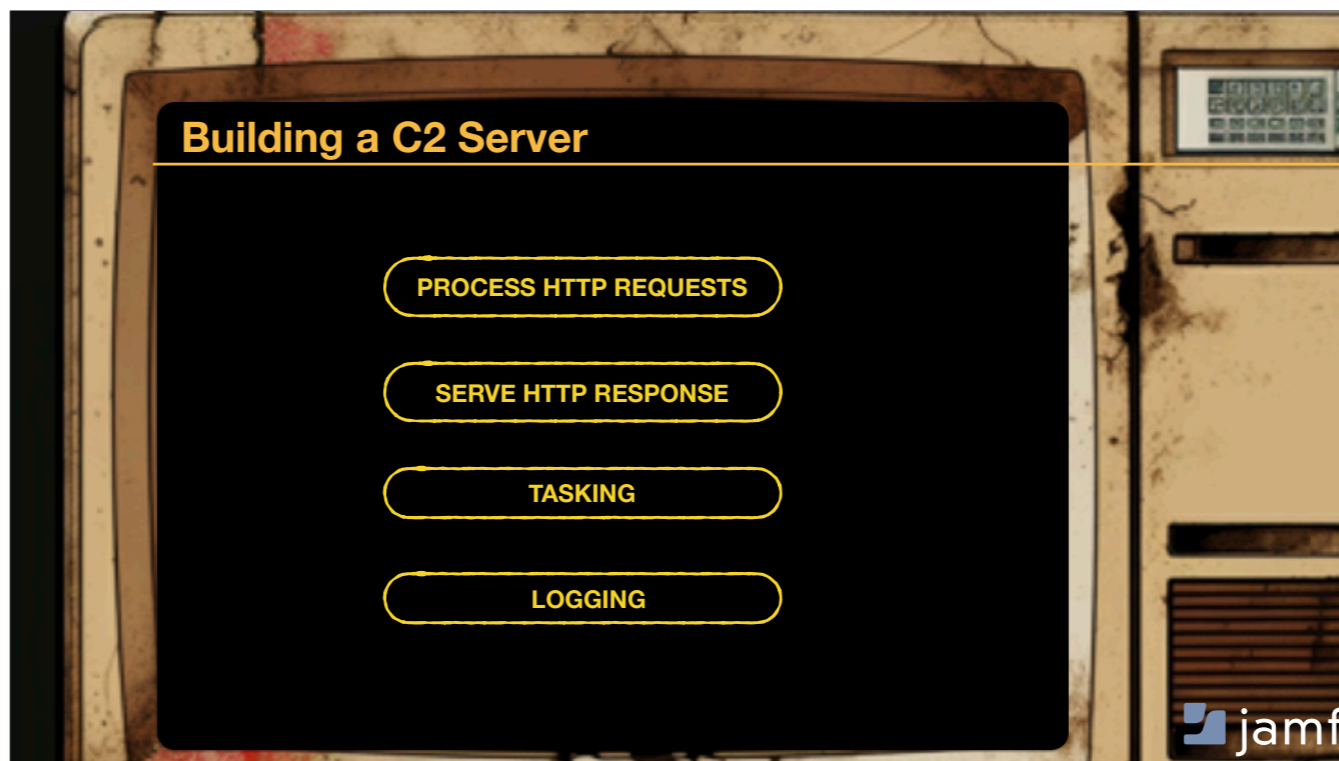 Building a C2 Server
PROCESS HTTP REQUESTS
SERVE HTTP RESPONSE
TASKING
LOGGING
jamf